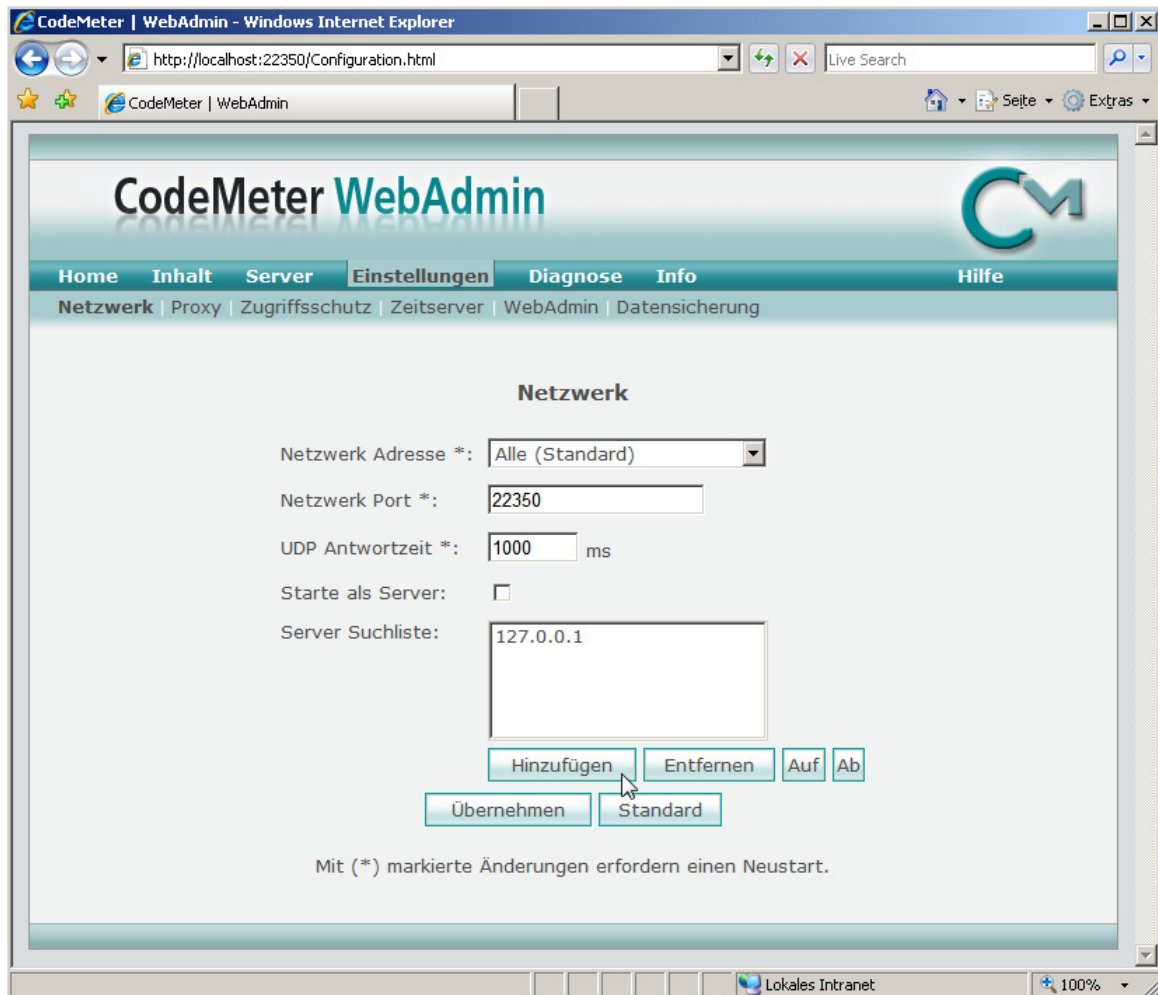 CodeMeter | WebAdmin - Windows Internet Explorer
http://localhost:22350/Configuration.html
Live Search
CodeMeter | WebAdmin
Seite
Extras
CodeMeter WebAdmin
CM
Home Inhalt Server Einstellungen Diagnose Info Hilfe
Netzwerk | Proxy | Zugriffsschutz | Zeitserver | WebAdmin | Datensicherung
Netzwerk
Netzwerk Adresse *: Alle (Standard)
Netzwerk Port *: 22350
UDP Antwortzeit *: 1000 ms
Starte als Server:
Server Suchliste: 127.0.0.1
Hinzufügen Entfernen Auf Ab
Übernehmen Standard
Mit (*) markierte Änderungen erfordern einen Neustart.
Lokales Intranet 100%